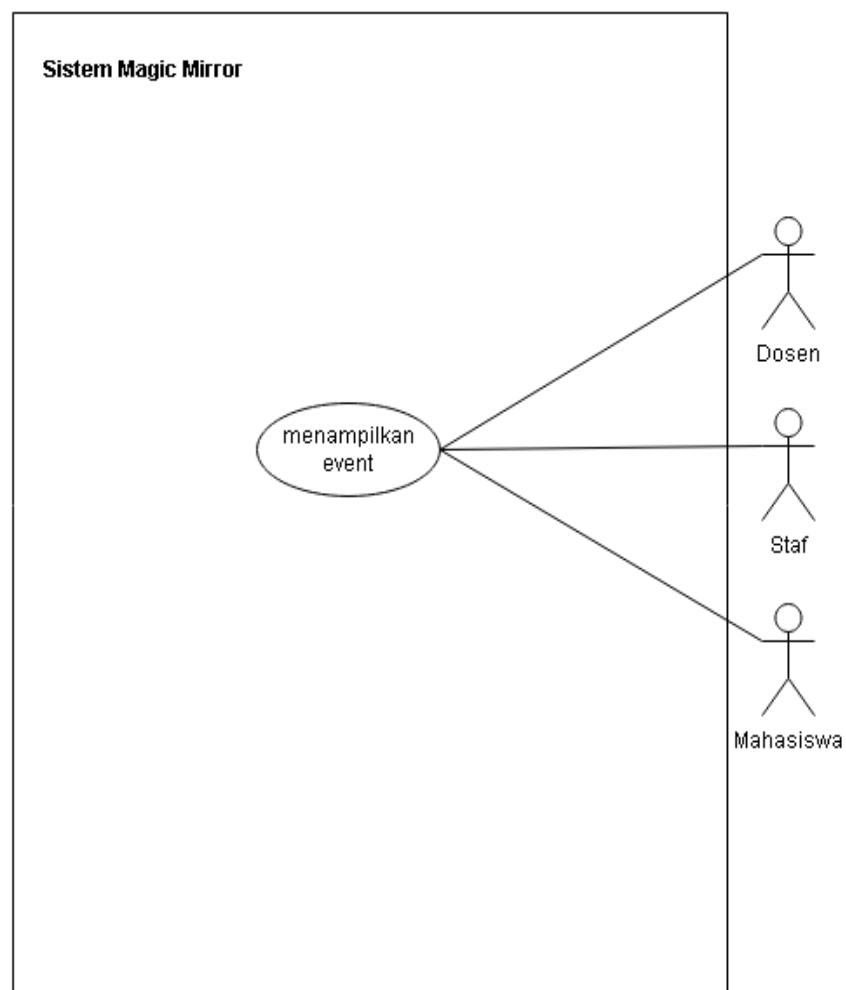 Sistem Magic Mirror
Dosen
menampilkan
event
Staf
Mahasiswa